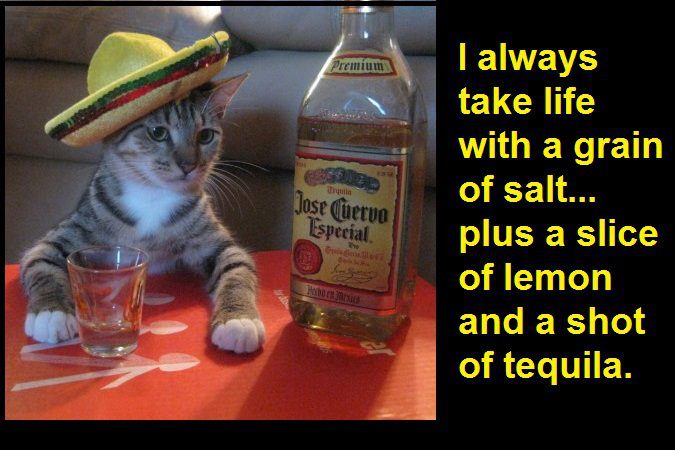 Premium
Tequila
Jose Cuervo
Especial
Hecho en Mexico
I always
take life
with a grain
of salt...
plus a slice
of lemon
and a shot
of tequila.